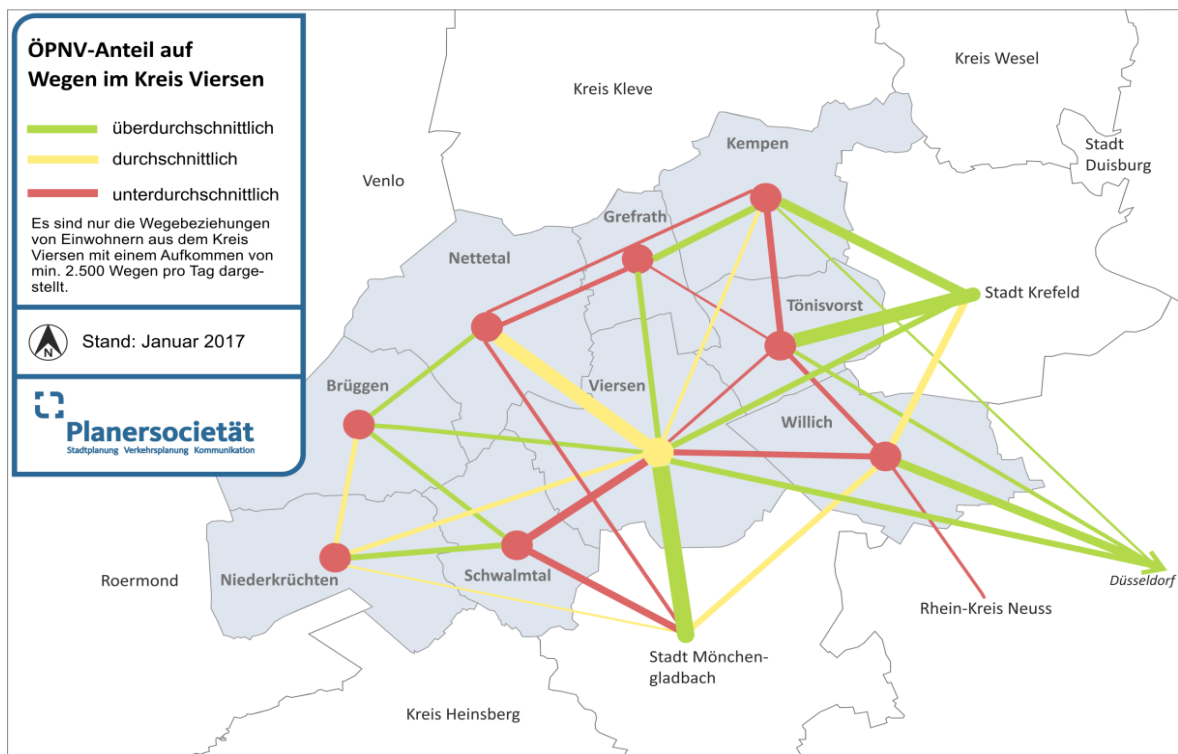 ÖPNV-Anteil auf
Wegen im Kreis Viersen
überdurchschnittlich
durchschnittlich
unterdurchschnittlich
Es sind nur die Wegebeziehungen
von Einwohnern aus dem Kreis
Viersen mit einem Aufkommen von
min. 2.500 Wegen pro Tag darge-
stellt.
N
Stand: Januar 2017
Planersocietät
Stadtplanung Verkehrsplanung Kommunikation
Kreis Wesel
Kreis Kleve
Stadt
Duisburg
Kempen
Venlo
Grefrath
Nettetal
Stadt Krefeld
Tönisvorst
Brüggen
Viersen
Willich
Roermond
Niederkrüchten
Schwalmtal
Düsseldorf
Rhein-Kreis Neuss
Stadt Mönchen-
gladbach
Kreis Heinsberg